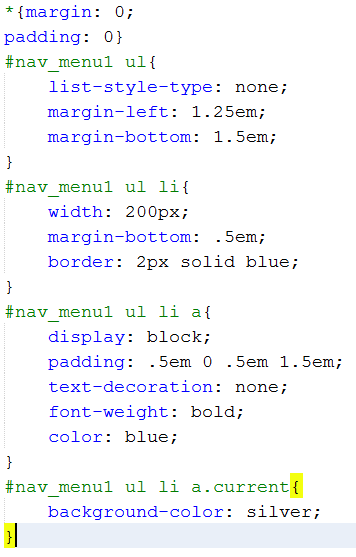 *{margin: 0;
padding: 0}
#nav_menu1 ul{
    list-style-type: none;
    margin-left: 1.25em;
    margin-bottom: 1.5em;
}
#nav_menu1 ul li{
    width: 200px;
    margin-bottom: .5em;
    border: 2px solid blue;
}
#nav_menu1 ul li a{
    display: block;
    padding: .5em 0 .5em 1.5em;
    text-decoration: none;
    font-weight: bold;
    color: blue;
}
#nav_menu1 ul li a.current{
    background-color: silver;
}